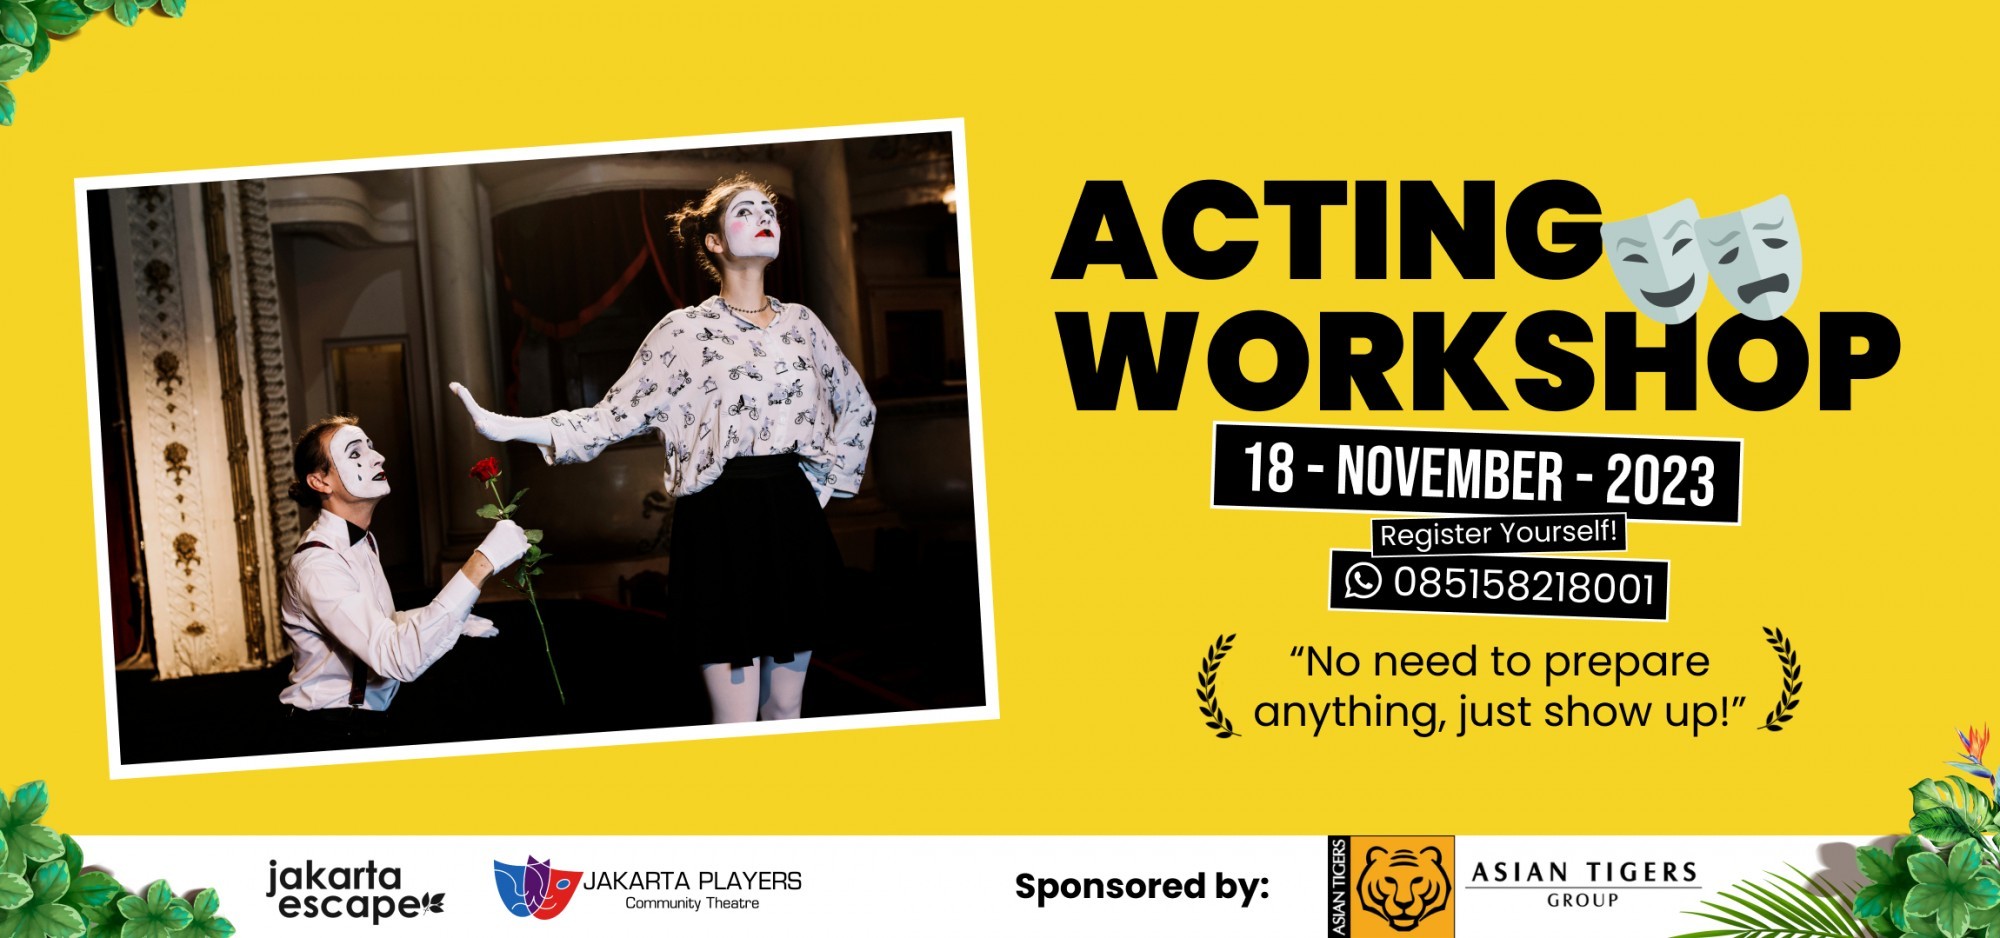 ACTING
WORKSHOP
18 - NOVEMBER - 2023
Register Yourself!
085158218001
“No need to prepare
anything, just show up!”
jakarta
escape
JAKARTA PLAYERS
Community Theatre
Sponsored by:
ASIAN TIGERS
ASIAN TIGERS
GROUP